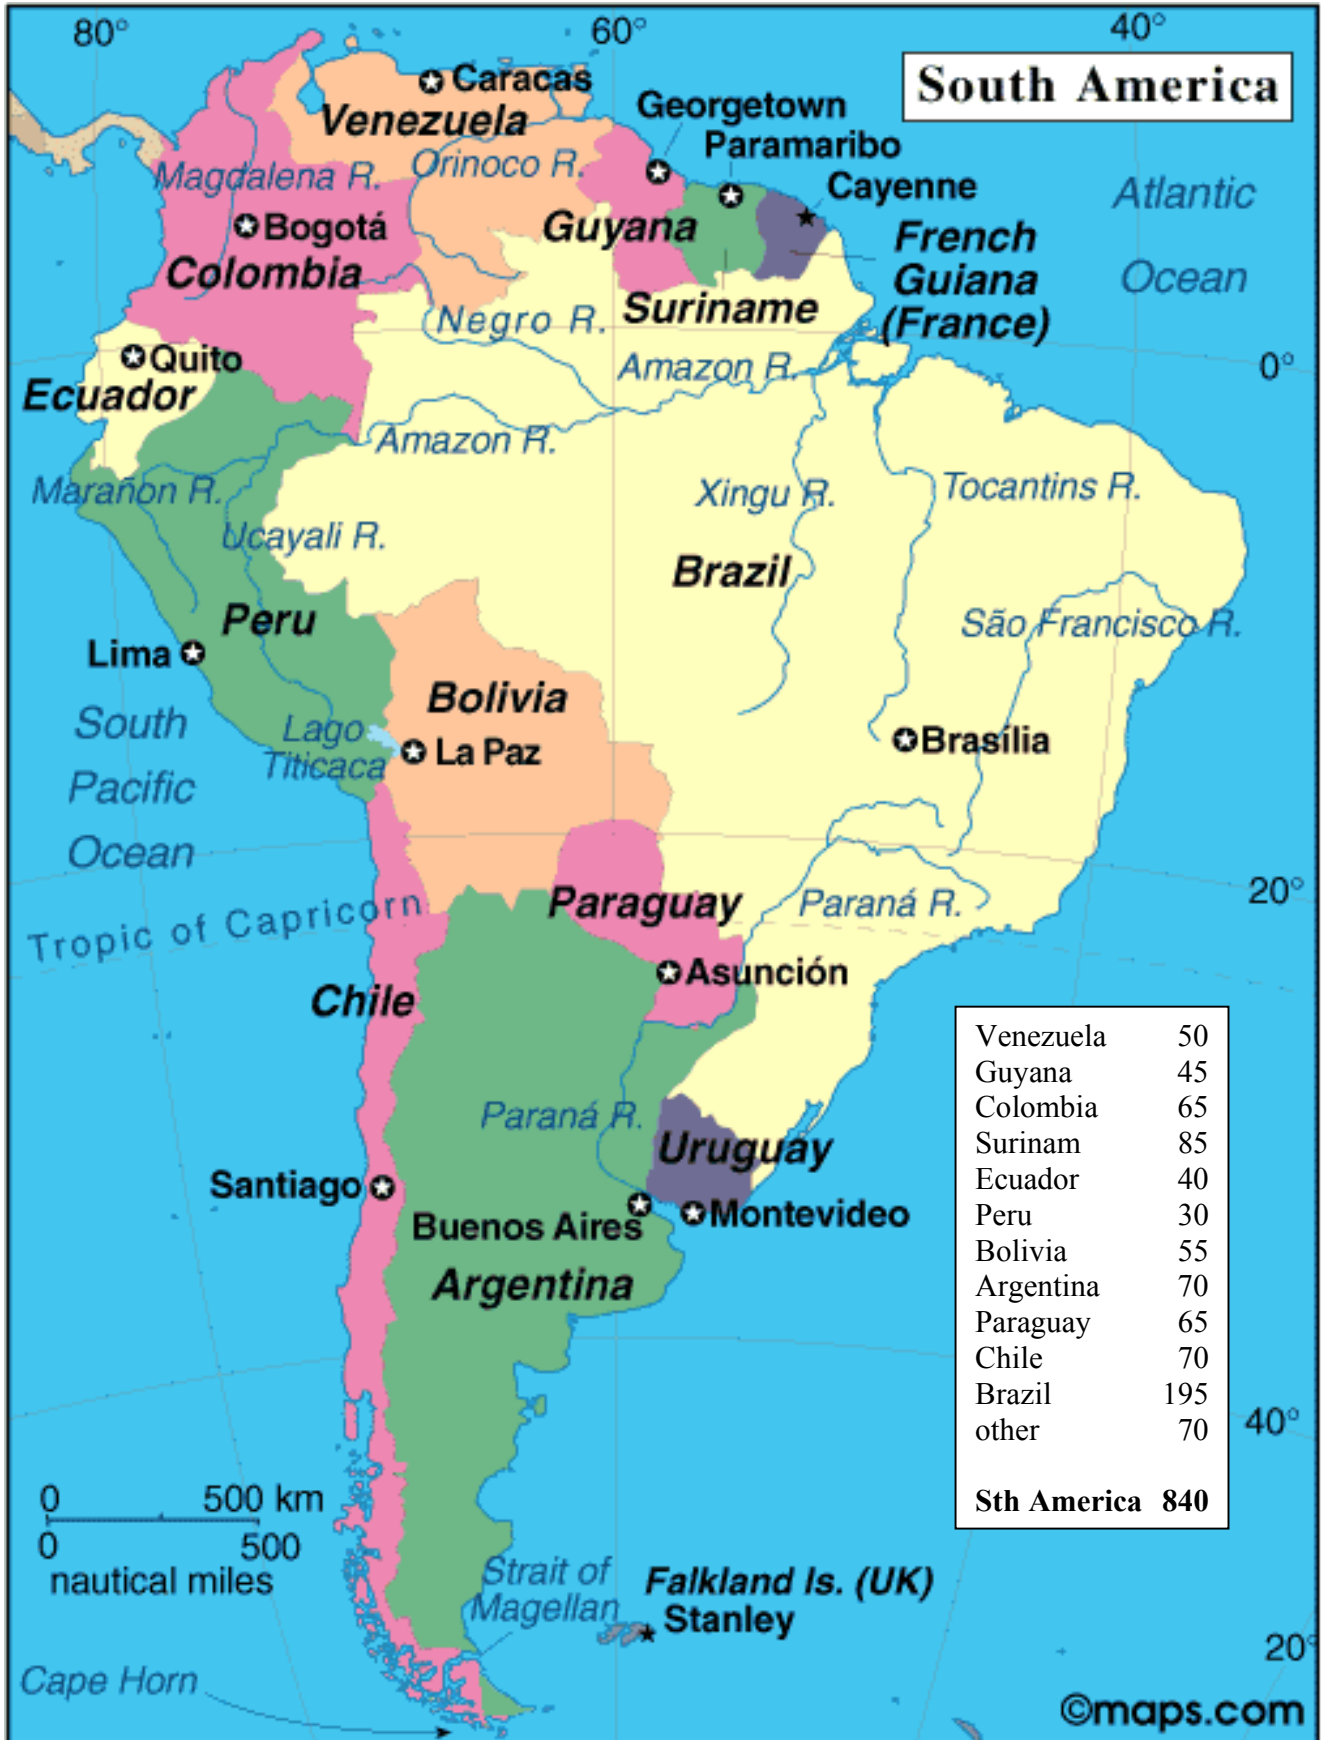 80°
60°
40°
South America
Caracas
Venezuela
Georgetown
Paramaribo
Orinoco R.
Magdalena R.
Cayenne
Atlantic
Ocean
Bogotá
Guyana
French
Guiana
(France)
Colombia
Suriname
Negro R.
Quito
Amazon R.
0°
Ecuador
Amazon R.
Marañon R.
Xingu R.
Tocantins R.
Ucayali R.
Brazil
Peru
São Francisco R.
Lima
Bolivia
South
Pacific
Ocean
Lago
Titicaca
La Paz
Brasília
Tropic of Capricorn
Paraguay
Paraná R.
20°
Asunción
Chile
Venezuela 50
Guyana 45
Colombia 65
Surinam 85
Ecuador 40
Peru 30
Bolivia 55
Argentina 70
Paraguay 65
Chile 70
Brazil 195
other 70
Sth America 840
Paraná R.
Uruguay
Santiago
Buenos Aires
Montevideo
Argentina
40°
0 500 km
0 500
nautical miles
Strait of
Magellan
Falkland Is. (UK)
Stanley
20°
Cape Horn
©maps.com